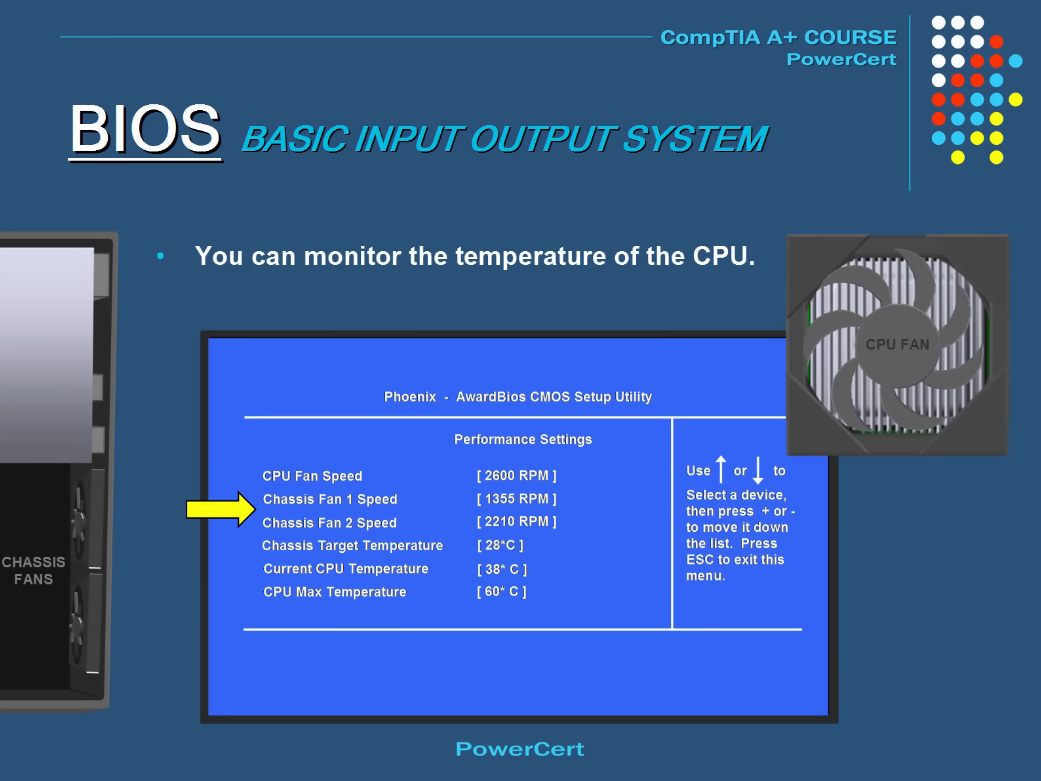 CompTIA A+ COURSE
PowerCert
BIOS BASIC INPUT OUTPUT SYSTEM
• You can monitor the temperature of the CPU.
CPU FAN
CHASSIS
FANS
Phoenix - AwardBios CMOS Setup Utility
Performance Settings
CPU Fan Speed [ 2600 RPM ]
Chassis Fan 1 Speed [ 1355 RPM ]
Chassis Fan 2 Speed [ 2210 RPM ]
Chassis Target Temperature [ 28*C ]
Current CPU Temperature [ 38* C ]
CPU Max Temperature [ 60* C ]
Use ↑ or ↓ to
Select a device,
then press + or -
to move it down
the list. Press
ESC to exit this
menu.
PowerCert